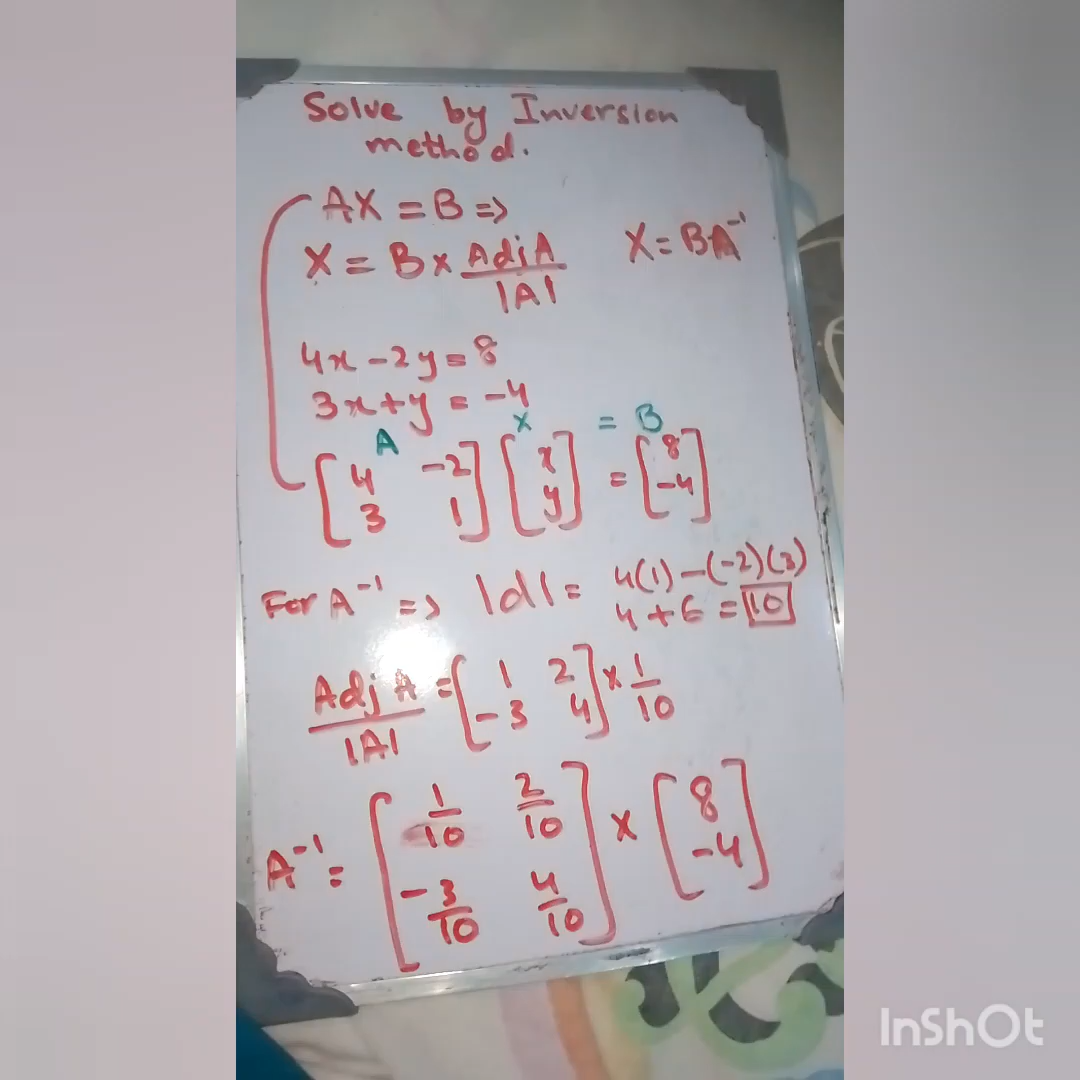 Solve by Inversion
method.
AX = B =>
X = B x AdjA / |A|    X = BA⁻¹
4x - 2y = 8
3x + y = -4
A    X    = B
[4 -2] [x] = [8]
[3 1] [y]   [-4]
For A⁻¹ => |d| = 4(1) - (-2)(3)
4 + 6 = 10
Adj A / |A| = [1 2] x 1/10
[-3 4]
A⁻¹ = [1/10 2/10] x [8]
[-3/10 4/10]   [-4]
InShOt